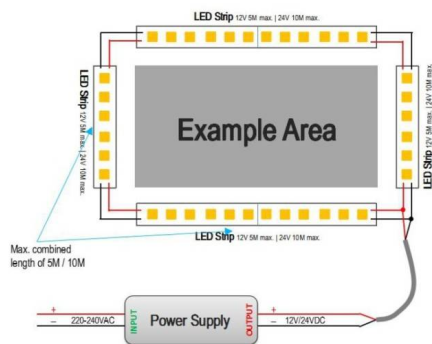 LED Strip 12V 5M max. | 24V 10M max.
LED Strip 12V 5M max. | 24V 10M max.
Example Area
LED Strip 12V 5M max. | 24V 10M max.
LED Strip 12V 5M max. | 24V 10M max.
Max. combined
length of 5M / 10M
+ 220-240VAC –
INPUT
Power Supply
OUTPUT
+ 12V/24VDC –